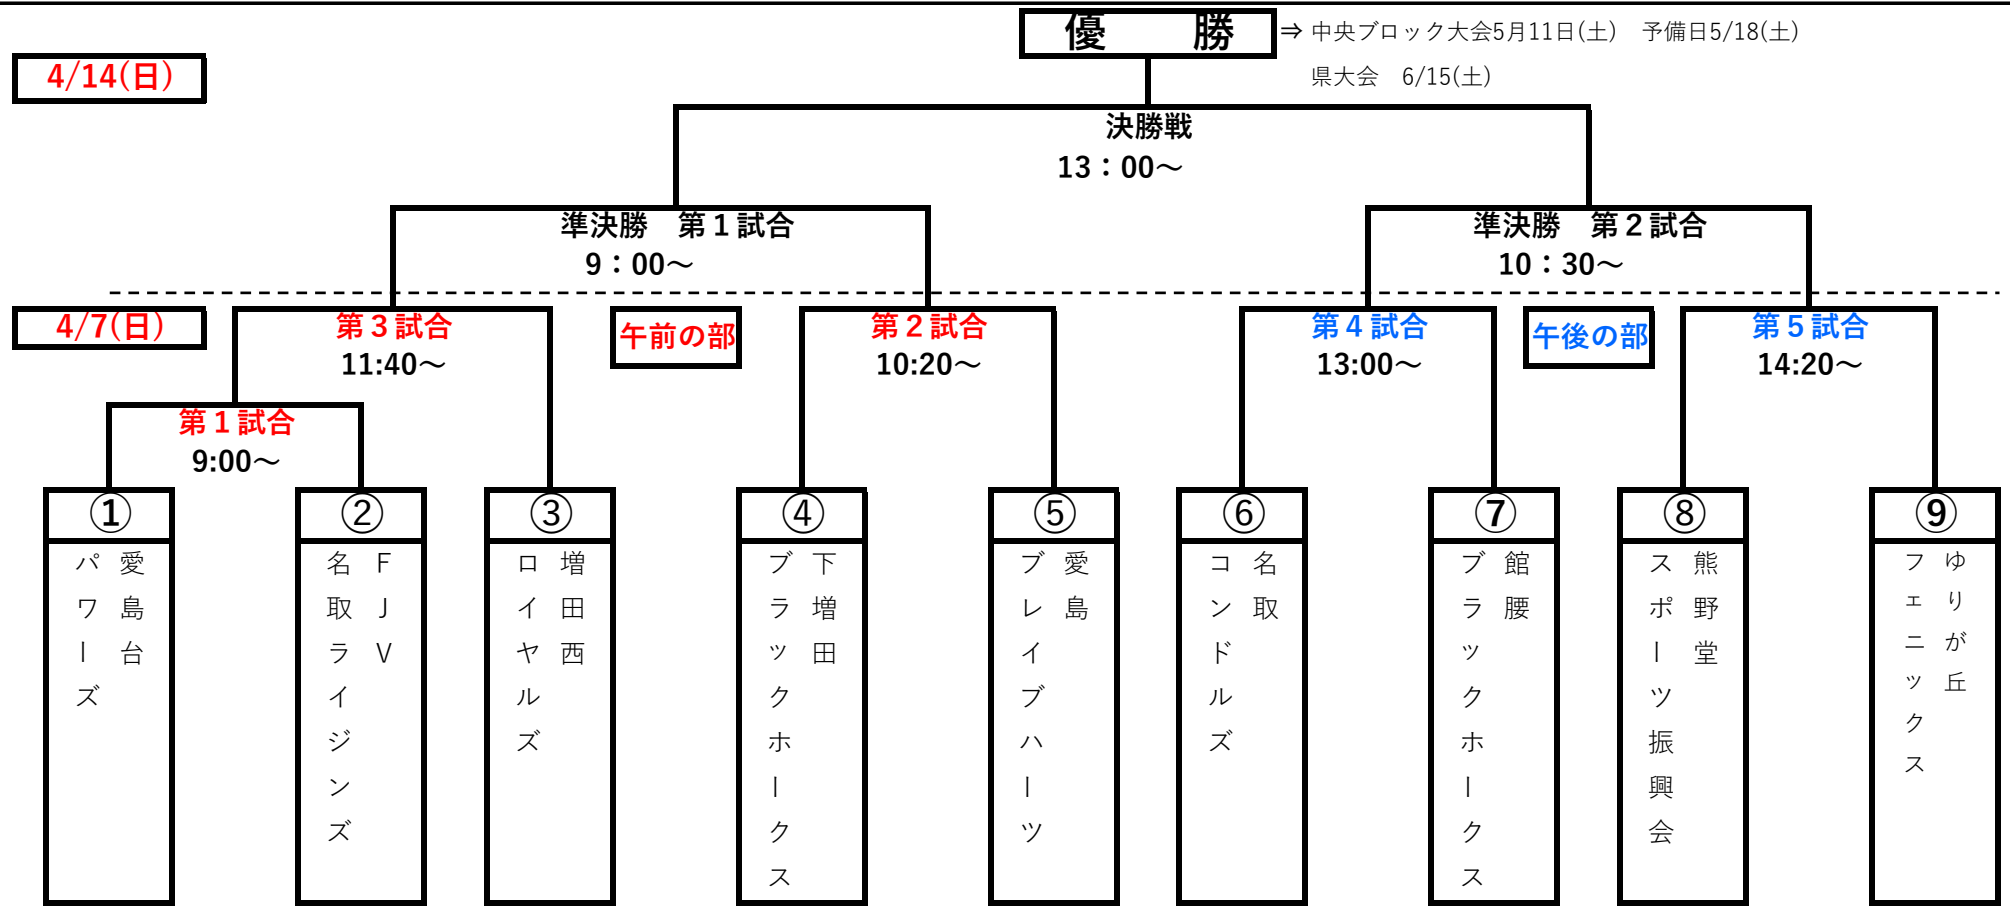 優　勝
⇒ 中央ブロック大会5月11日(土)　予備日5/18(土)
4/14(日)
県大会　6/15(土)
決勝戦
13：00～
準決勝　第１試合
9：00～
準決勝　第２試合
10：30～
4/7(日)
第３試合
11:40～
午前の部
第２試合
10:20～
第４試合
13:00～
午後の部
第５試合
14:20～
第１試合
9:00～
①
愛島台
パワーズ
②
ＦＪＶ
名取ライジンズ
③
増田西
ロイヤルズ
④
下増田
ブラックホークス
⑤
愛島
ブレイブハーツ
⑥
名取
コンドルズ
⑦
館腰
ブラックホークス
⑧
熊野堂
スポーツ振興会
⑨
ゆりが丘
フェニックス